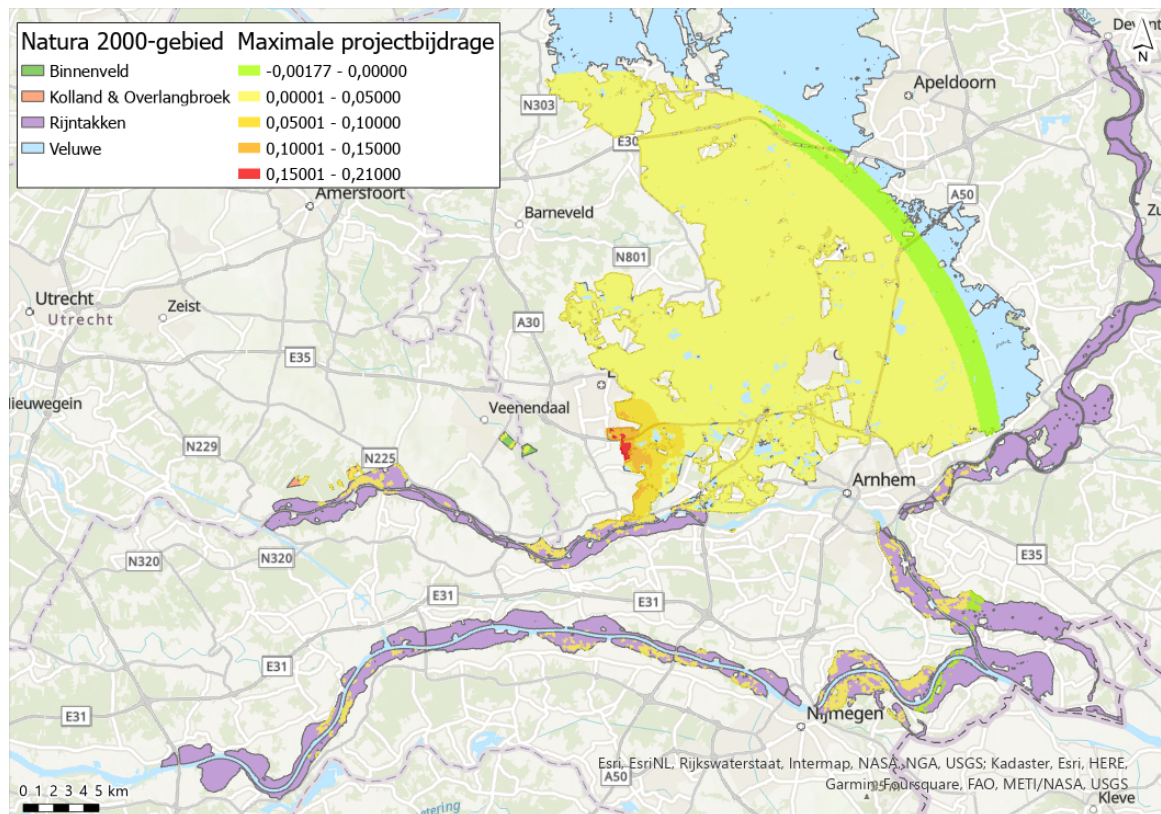 Natura 2000-gebied Maximale projectbijdrage
Binnenveld -0,00177 - 0,00000
Kolland & Overlangbroek 0,00001 - 0,05000
Rijntakken 0,05001 - 0,10000
Veluwe 0,10001 - 0,15000
0,15001 - 0,21000
N
Apeldoorn
N303
E30
Amersfoort
A50
Barneveld
N801
Utrecht
Utrecht
Zeist
A30
E35
Veenendaal
N229
N225
Arnhem
N320
N320
E35
E31
E31
E31
E31
Nijmegen
Esri, EsriNL, Rijkswaterstaat, Intermap, NASA, NGA, USGS; Kadaster, Esri, HERE,
Garmin, Foursquare, FAO, METI/NASA, USGS
A50
0 1 2 3 4 5 km
Kleve